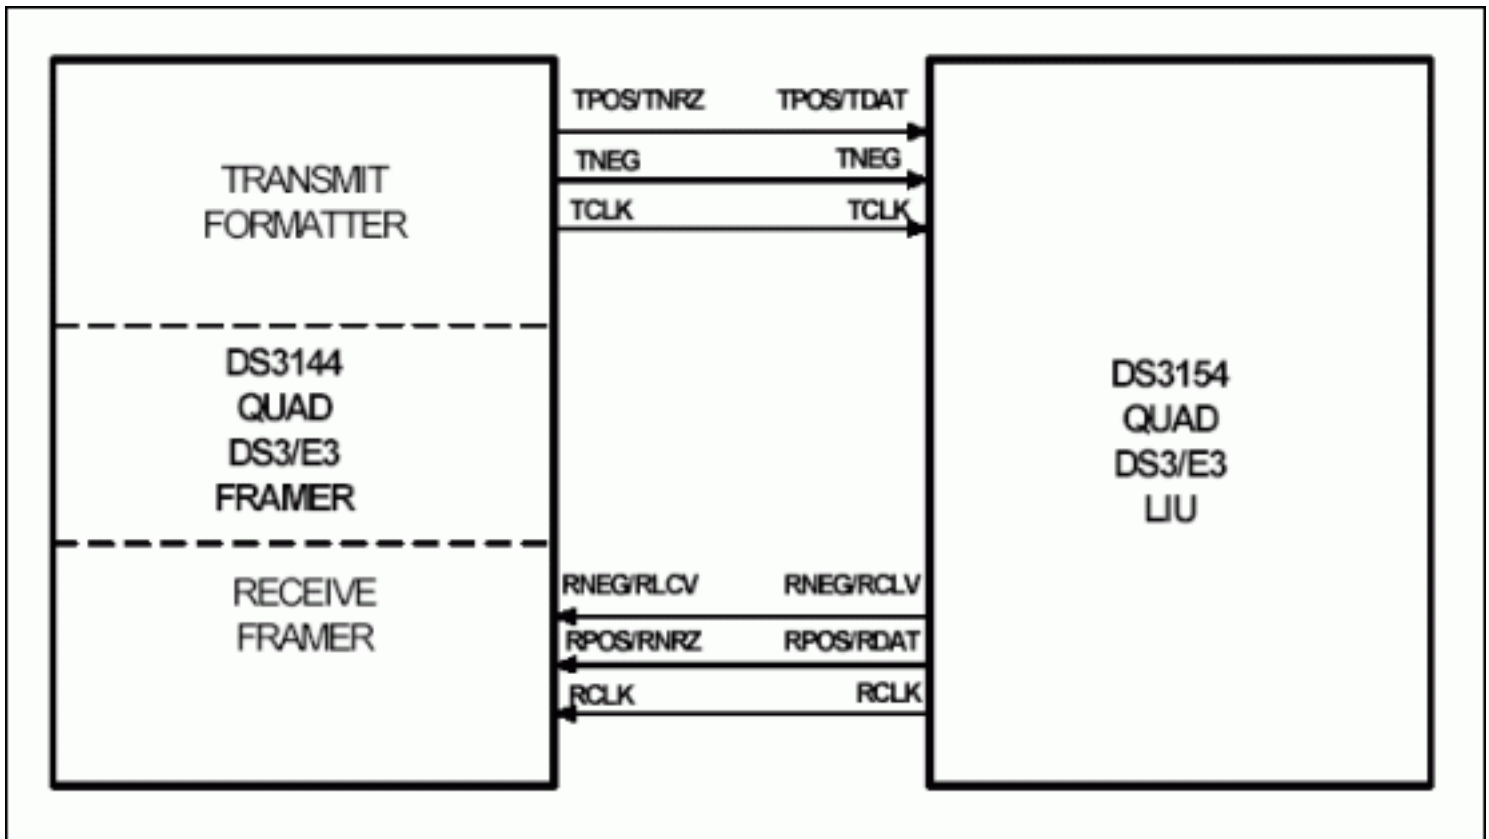 TRANSMIT
FORMATTER
DS3144
QUAD
DS3/E3
FRAMER
RECEIVE
FRAMER
TPOS/TNRZ TPOS/TDAT
TNEG TNEG
TCLK TCLK
RNEG/RLCV RNEG/RCLV
RPOS/RNRZ RPOS/RDAT
RCLK RCLK
DS3154
QUAD
DS3/E3
LIU